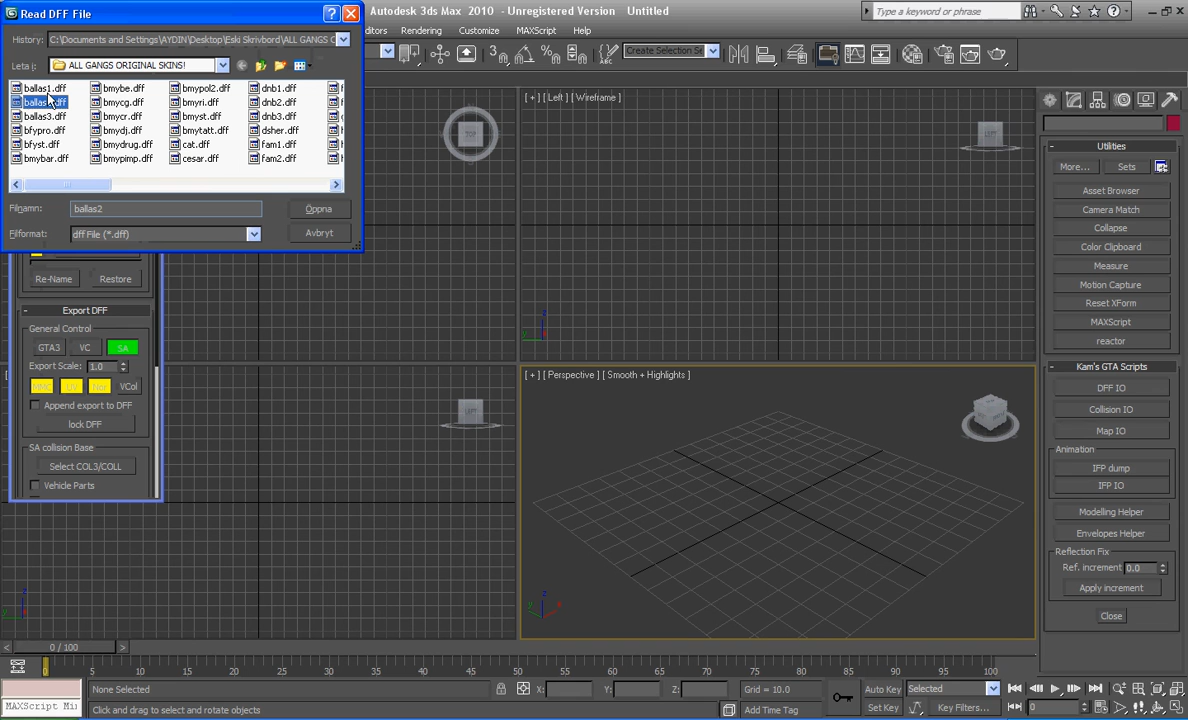 Read DFF File
Autodesk 3ds Max 2010 - Unregistered Version Untitled
Type a keyword or phrase
History: C:\Documents and Settings\AYDIN\Desktop\Eski Skrivbord\ALL GANGS C
ditors Rendering Customize MAXScript Help
Leta i: ALL GANGS ORIGINAL SKINS!
Create Selection Se
ballas1.dff bmybe.dff bmypol2.dff dnb1.dff
bmycg.dff bmyri.dff dnb2.dff
ballas3.dff bmycr.dff bmyst.dff dnb3.dff
bfypro.dff bmydj.dff bmytatt.dff dsher.dff
bfyst.dff bmydrug.dff cat.dff fam1.dff
bmybar.dff bmypimp.dff cesar.dff fam2.dff
Filnamn: ballas2 Öppna
Filformat: dff File (*.dff) Avbryt
[ + ] [ Left ] [ Wireframe ]
TOP
LEFT
Re-Name Restore
Export DFF
General Control
GTA3 VC SA
Export Scale: 1.0
MMC UV Nor VCol
Append export to DFF
lock DFF
SA collision Base
Select COL3/COLL
Vehicle Parts
[ + ] [ Perspective ] [ Smooth + Highlights ]
LEFT
Utilities
More... Sets
Asset Browser
Camera Match
Collapse
Color Clipboard
Measure
Motion Capture
Reset XForm
MAXScript
reactor
Kam's GTA Scripts
DFF IO
Collision IO
Map IO
Animation
IFP dump
IFP IO
Modelling Helper
Envelopes Helper
Reflection Fix
Ref. increment 0.0
Apply increment
Close
0 / 100
0 5 10 15 20 25 30 35 40 45 50 55 60 65 70 75 80 85 90 95 100
None Selected X: Y: Z: Grid = 10.0 Auto Key Selected
MAXScript Mi Click and drag to select and rotate objects Add Time Tag Set Key Key Filters... 0